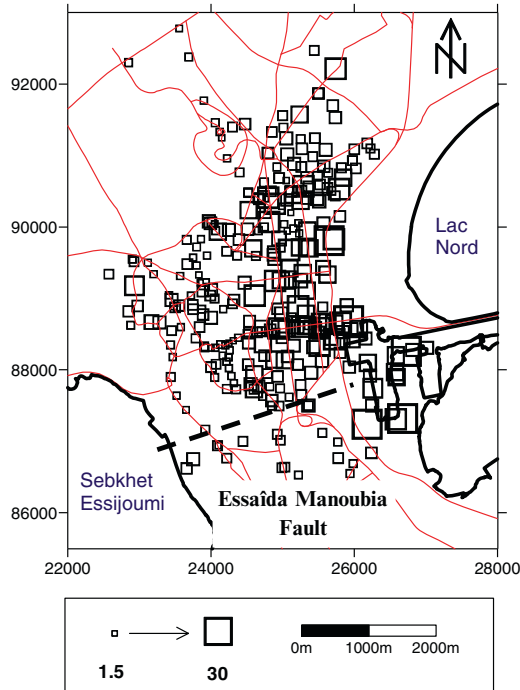 N
92000
90000
88000
86000
Lac
Nord
Sebkhet
Essijoumi
Essaîda Manoubia
Fault
22000 24000 26000 28000
1.5 30
0m 1000m 2000m